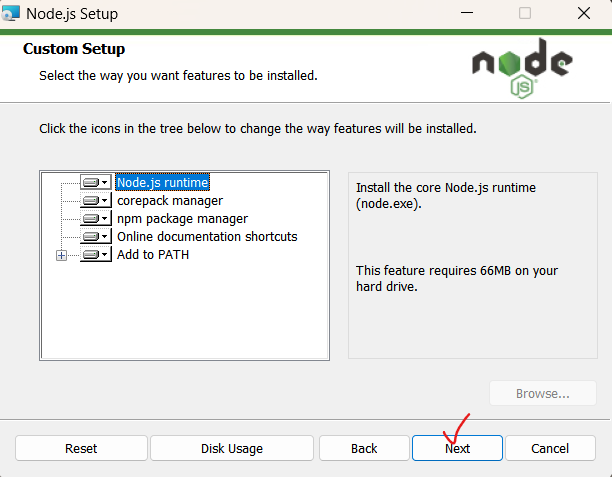 Node.js Setup
Custom Setup
Select the way you want features to be installed.
node
JS
Click the icons in the tree below to change the way features will be installed.
Node.js runtime
corepack manager
npm package manager
Online documentation shortcuts
Add to PATH
Install the core Node.js runtime
(node.exe).
This feature requires 66MB on your
hard drive.
Browse...
Reset
Disk Usage
Back
Next
Cancel